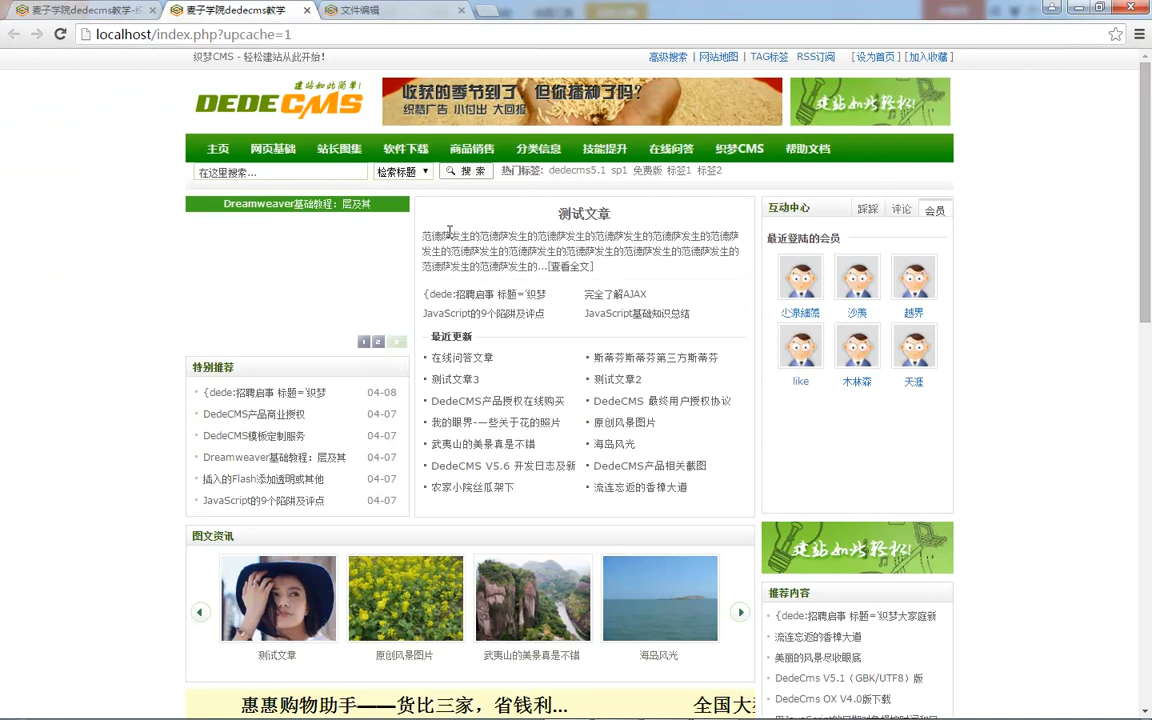 麦子学院dedecms教学
麦子学院dedecms教学
文件编辑
localhost/index.php?upcache=1
织梦CMS - 轻松建站从此开始!
高级搜索 | 网站地图 | TAG标签 RSS订阅 [设为首页] [加入收藏]
建站如此简单!
DEDECMS
收获的季节到了 但你播种了吗?
织梦广告 小付出 大回报
建站如此轻松!
主页 网页基础 站长图集 软件下载 商品销售 分类信息 技能提升 在线问答 织梦CMS 帮助文档
在这里搜索... 检索标题 搜 索 热门标签: dedecms5.1 sp1 免费版 标签1 标签2
Dreamweaver基础教程：层及其
1 2 3
特别推荐
{dede:招聘启事 标题='织梦 04-08
DedeCMS产品商业授权 04-07
DedeCMS模板定制服务 04-07
Dreamweaver基础教程：层及其 04-07
插入的Flash添加透明或其他 04-07
JavaScript的9个陷阱及评点 04-07
测试文章
范德萨发生的范德萨发生的范德萨发生的范德萨发生的范德萨发生的范德萨
发生的范德萨发生的范德萨发生的范德萨发生的范德萨发生的范德萨发生的
范德萨发生的范德萨发生的...[查看全文]
{dede:招聘启事 标题='织梦 完全了解AJAX
JavaScript的9个陷阱及评点 JavaScript基础知识总结
最近更新
在线问答文章 斯蒂芬斯蒂芬第三方斯蒂芬
测试文章3 测试文章2
DedeCMS产品授权在线购买 DedeCMS 最终用户授权协议
我的眼界-一些关于花的照片 原创风景图片
武夷山的美景真是不错 海岛风光
DedeCMS V5.6 开发日志及新 DedeCMS产品相关截图
农家小院丝瓜架下 流连忘返的香樟大道
互动中心 踩踩 评论 会员
最近登陆的会员
沙羡 越界
like 木林森 天涯
图文资讯
测试文章 原创风景图片 武夷山的美景真是不错 海岛风光
建站如此轻松!
推荐内容
{dede:招聘启事 标题='织梦大家庭新
流连忘返的香樟大道
美丽的风景尽收眼底
DedeCms V5.1（GBK/UTF8）版
DedeCms OX V4.0版下载
惠惠购物助手——货比三家，省钱利... 全国大